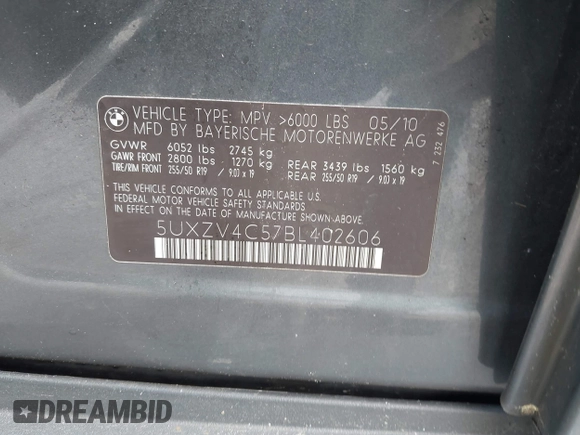 BMW
VEHICLE TYPE: MPV >6000 LBS 05/10
MFD BY BAYERISCHE MOTORENWERKE AG
GVWR 6052 lbs 2745 kg
GAWR FRONT 2800 lbs 1270 kg REAR 3439 lbs 1560 kg
TIRE/RIM FRONT 255/50 R19 / 9.0J x 19 REAR 255/50 R19 / 9.0J x 19
THIS VEHICLE CONFORMS TO ALL APPLICABLE U.S.
FEDERAL MOTOR VEHICLE SAFETY STANDARDS IN
EFFECT ON THE DATE OF MANUFACTURE SHOWN ABOVE.
5UXZV4C57BL402606
7 232 476
DREAMBID